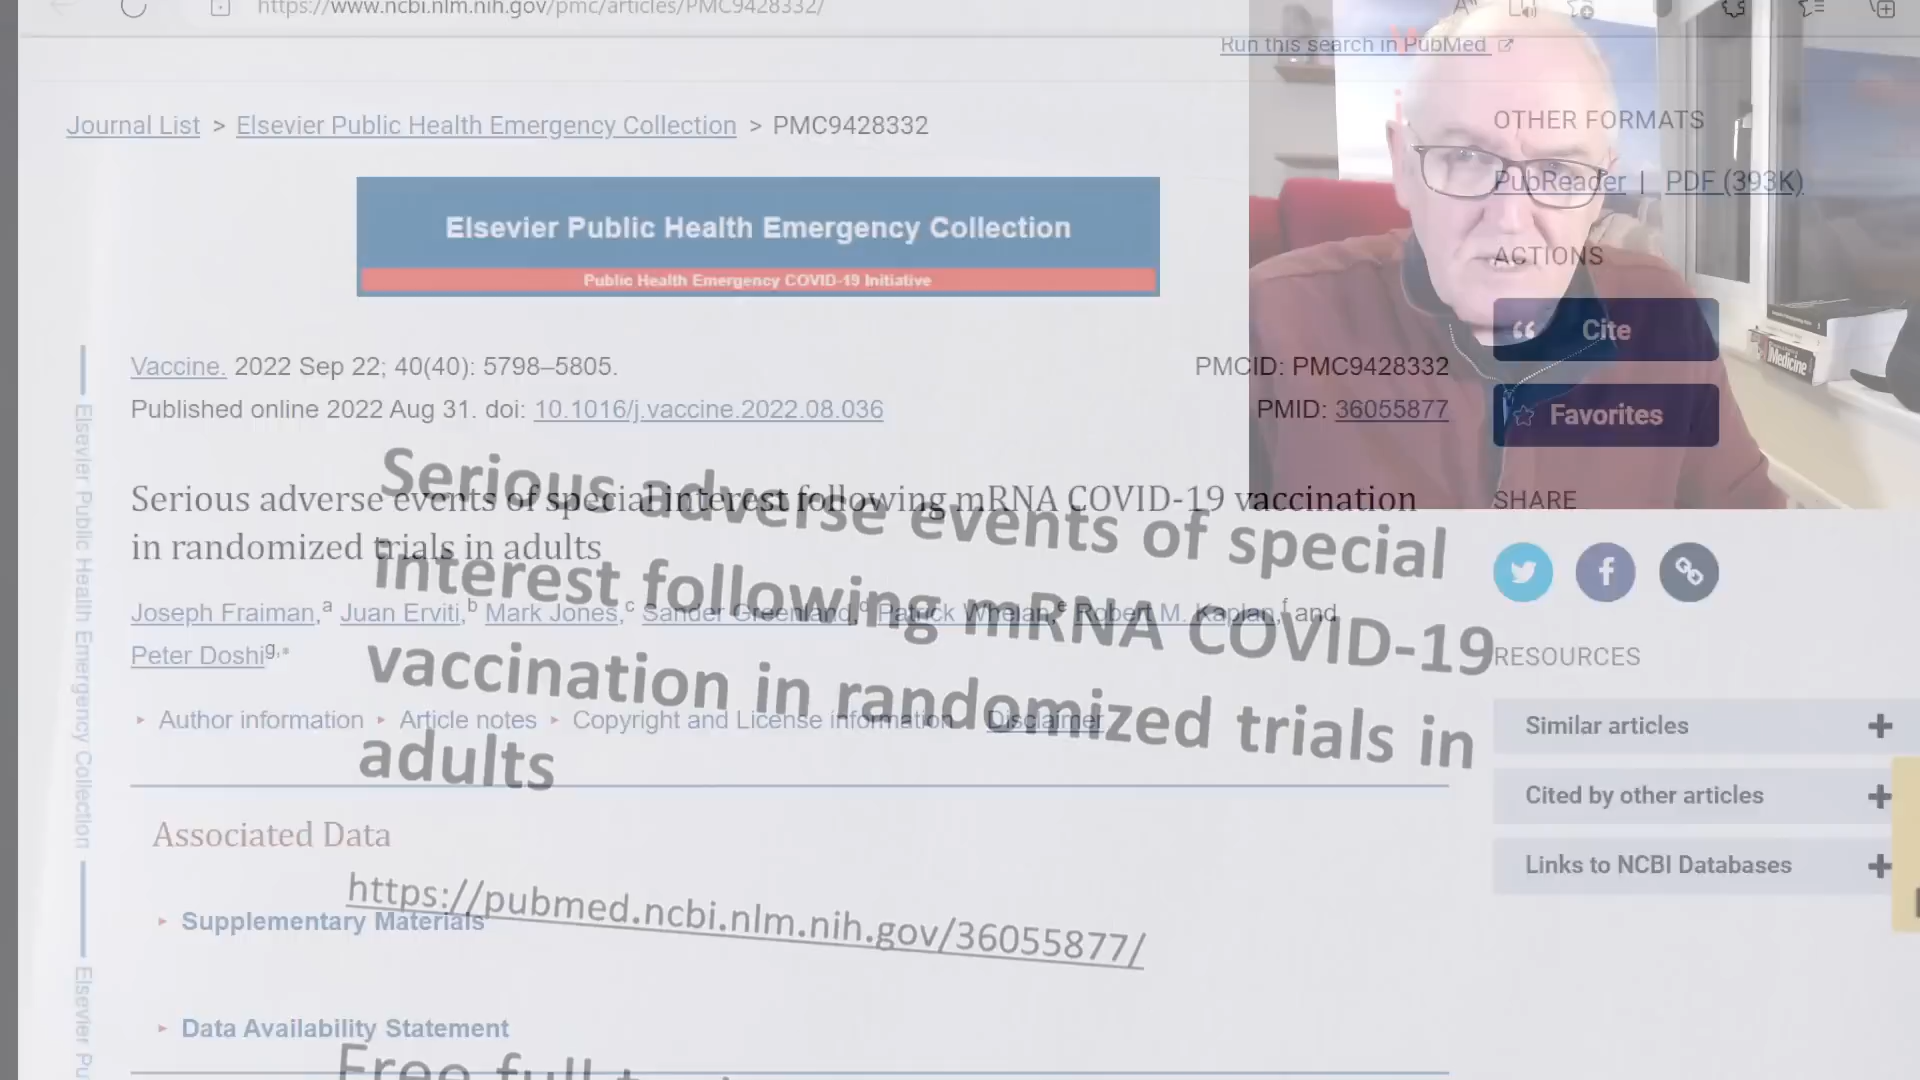 https://www.ncbi.nlm.nih.gov/pmc/articles/PMC9428332/
Run this search in PubMed
Journal List > Elsevier Public Health Emergency Collection > PMC9428332
OTHER FORMATS
PubReader | PDF (393K)
Elsevier Public Health Emergency Collection
Public Health Emergency COVID-19 Initiative
ACTIONS
Cite
Favorites
Medicine
Vaccine. 2022 Sep 22; 40(40): 5798–5805.
PMCID: PMC9428332
Published online 2022 Aug 31. doi: 10.1016/j.vaccine.2022.08.036
PMID: 36055877
Serious adverse events of special interest following mRNA COVID-19 vaccination
in randomized trials in adults
Joseph Fraiman,a Juan Erviti,b Mark Jones,c Sander Greenland,d Patrick Whelan,e Robert M. Kaplan,f and
Peter Doshig,*
Author information Article notes Copyright and License information Disclaimer
Serious adverse events of special
interest following mRNA COVID-19
vaccination in randomized trials in
adults
https://pubmed.ncbi.nlm.nih.gov/36055877/
Free full
Associated Data
Supplementary Materials
Data Availability Statement
SHARE
RESOURCES
Similar articles
Cited by other articles
Links to NCBI Databases
Elsevier Public Health Emergency Collection
Elsevier Pu